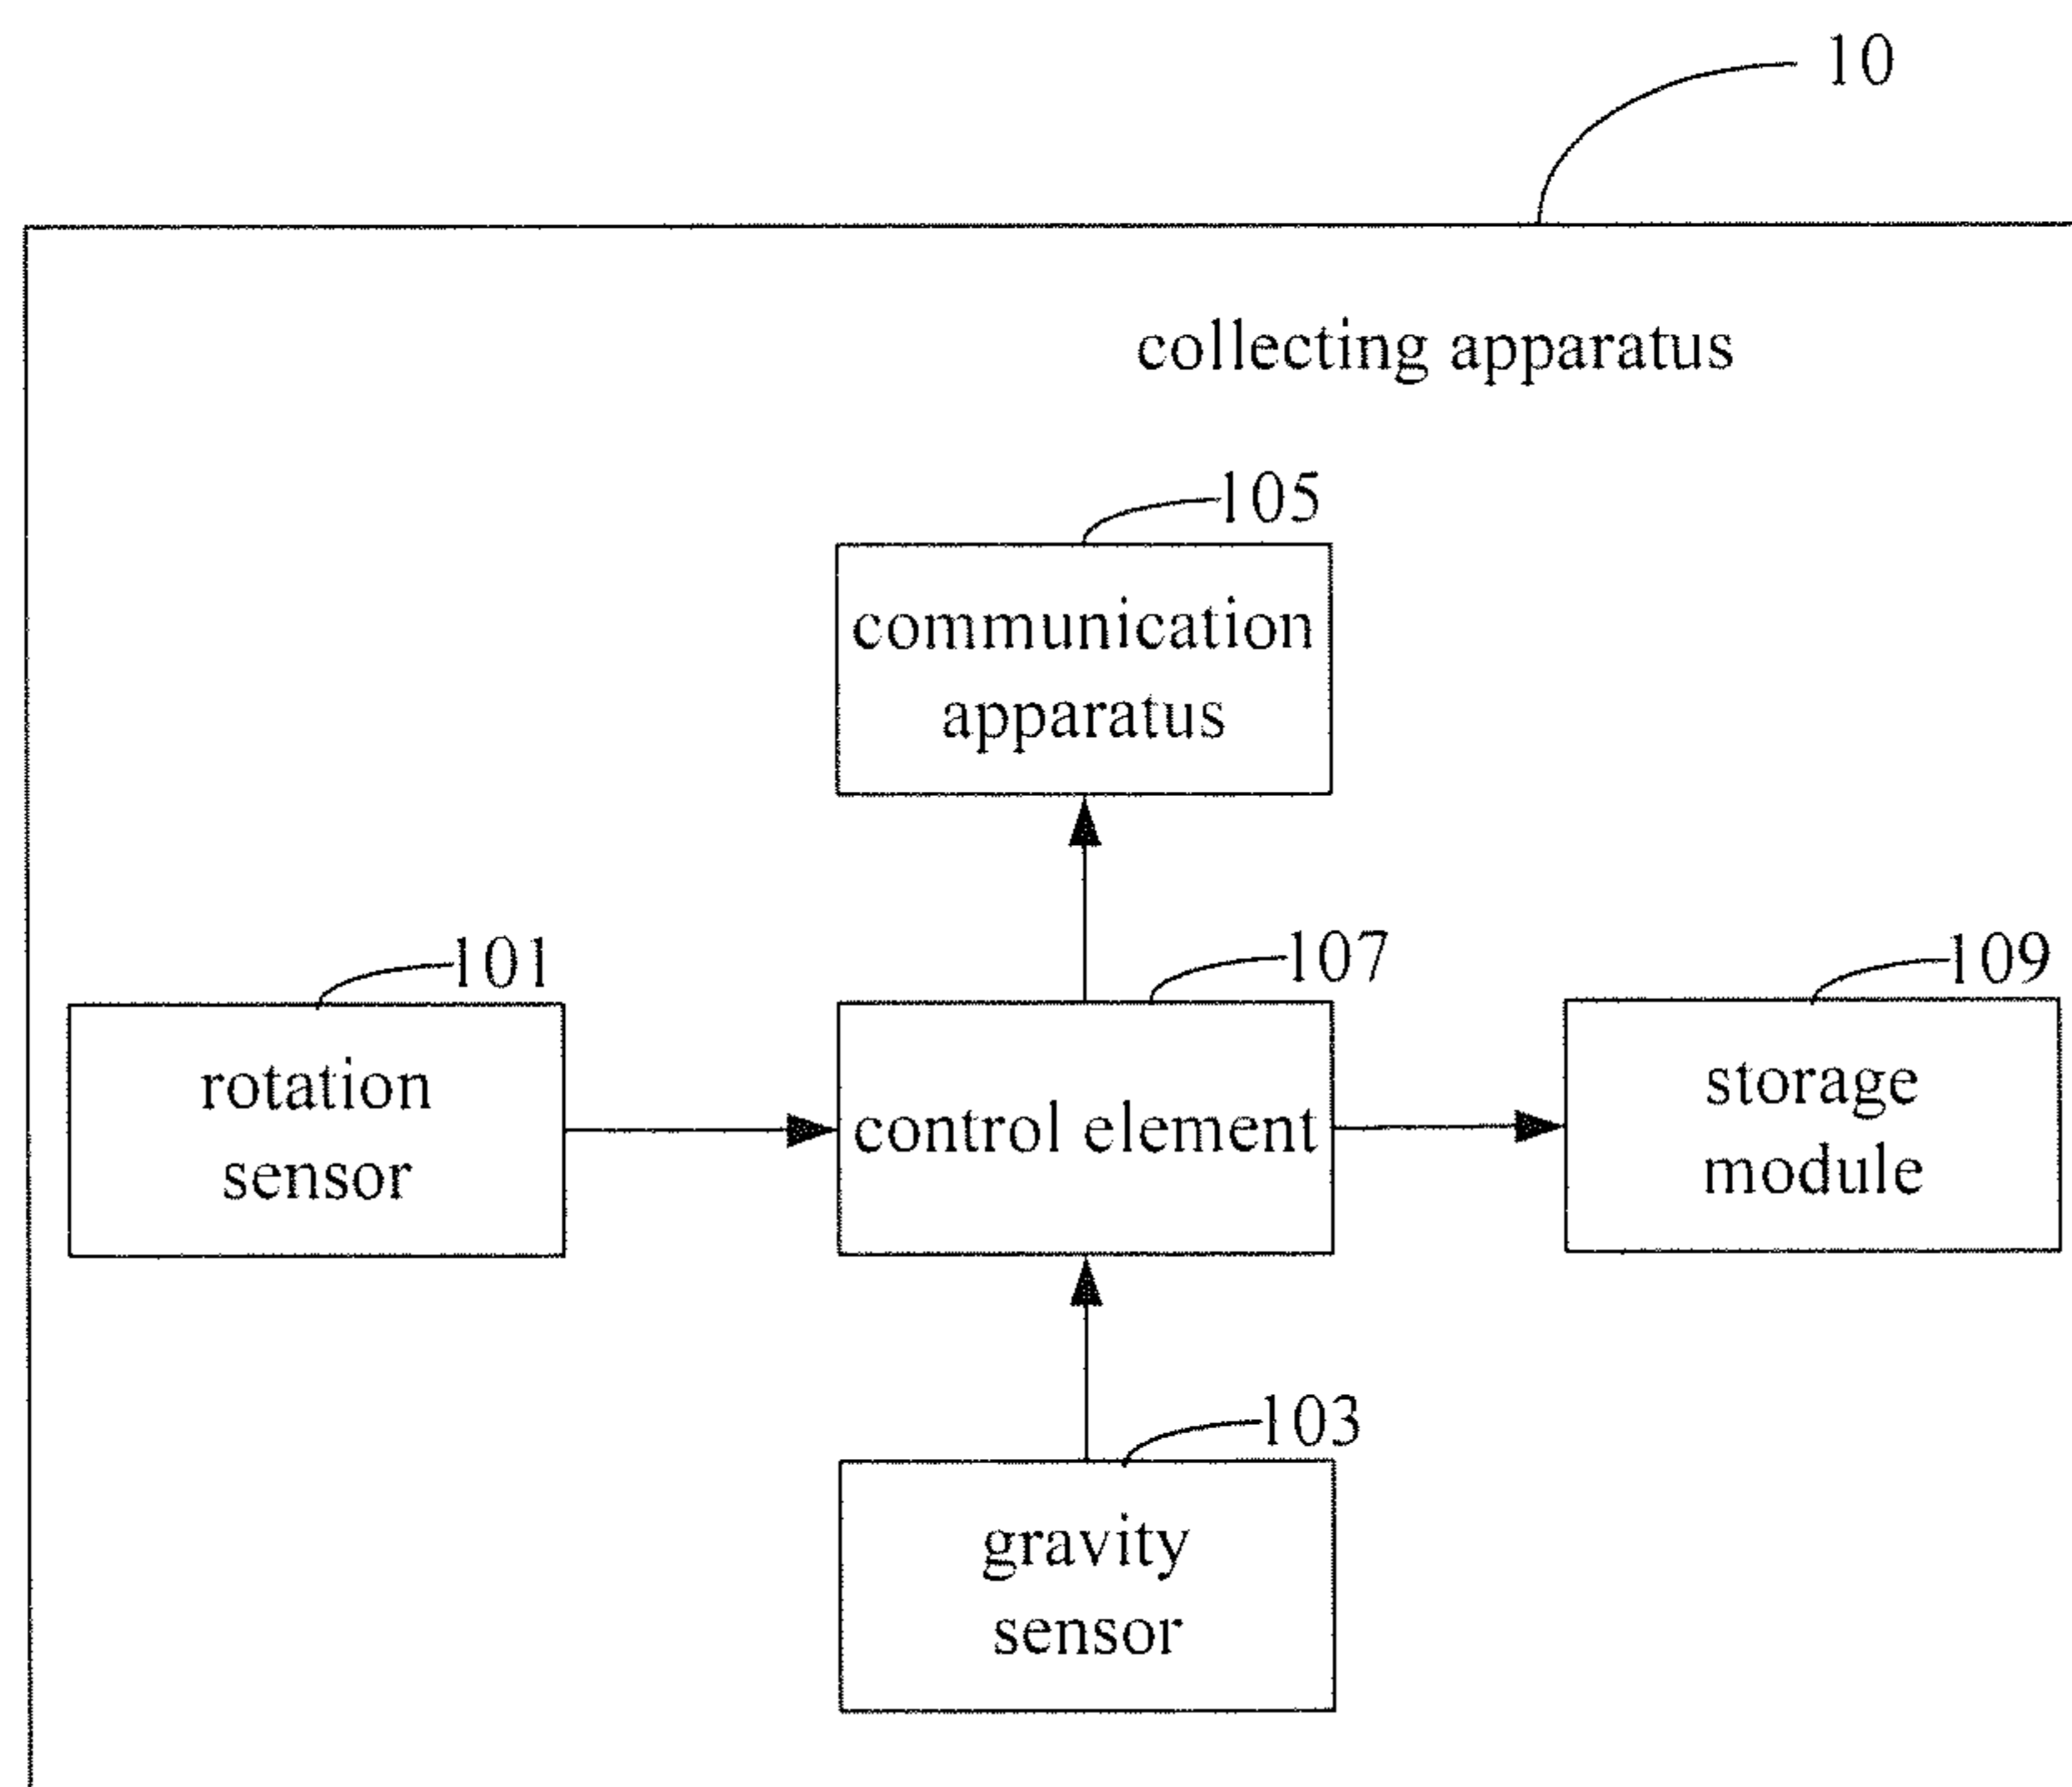 10
collecting apparatus
105
communication
apparatus
101
107
109
rotation
sensor
control element
storage
module
103
gravity
sensor